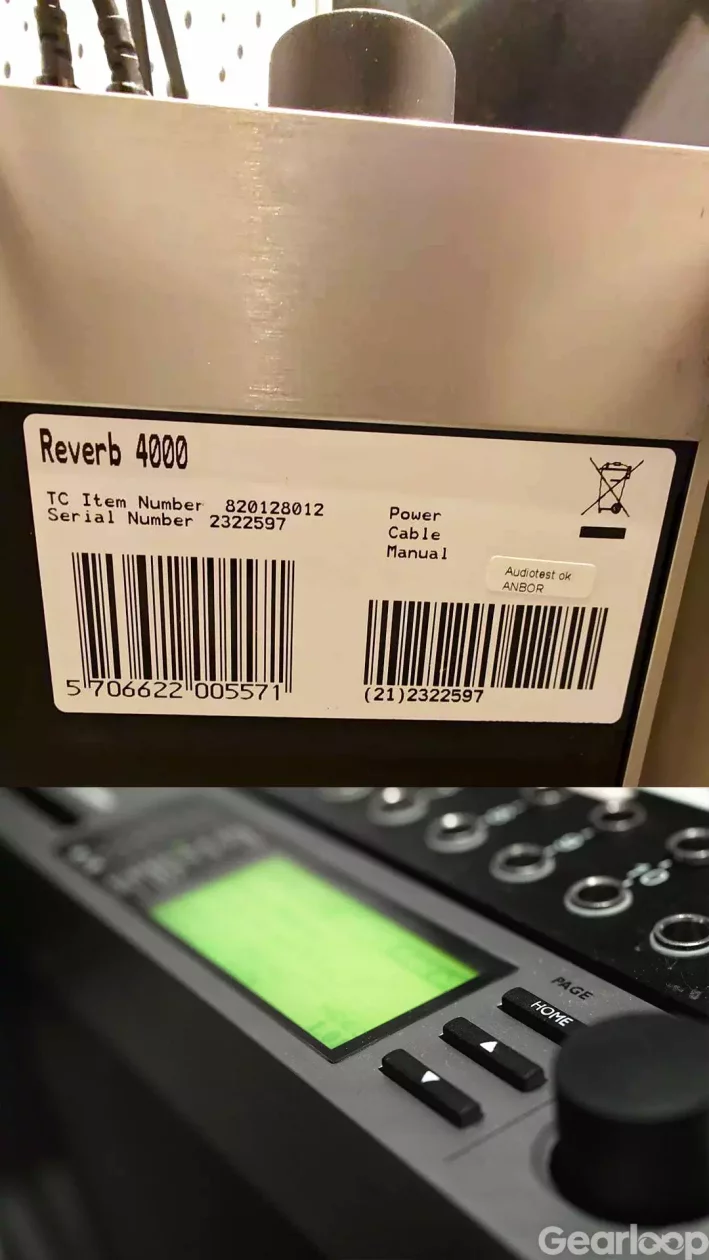 Reverb 4000
TC Item Number 820128012
Serial Number 2322597
Power
Cable
Manual
Audiotest ok
ANBOR
5 706622 005571
(21)2322597
PAGE
HOME
Gearloop